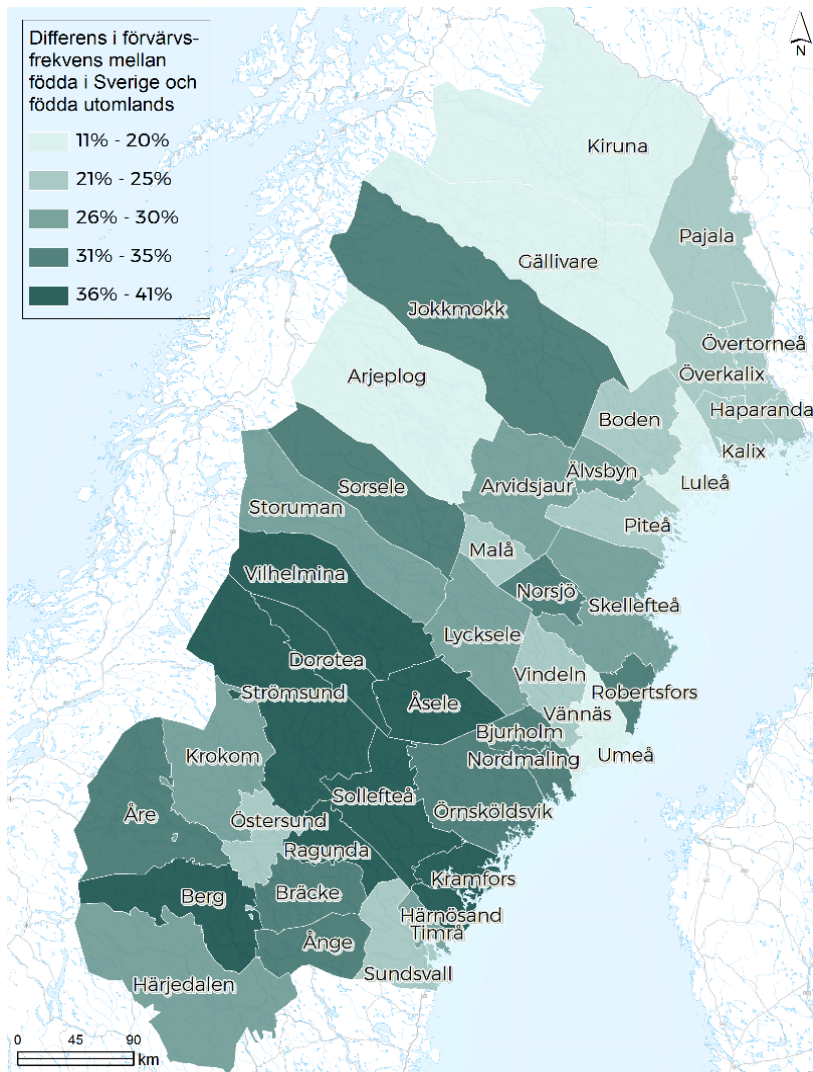 Differens i förvärvs-
frekvens mellan
födda i Sverige och
födda utomlands
11% - 20%
21% - 25%
26% - 30%
31% - 35%
36% - 41%
N
Kiruna
Pajala
Gällivare
Jokkmokk
Övertorneå
Arjeplog
Överkalix
Haparanda
Boden
Kalix
Älvsbyn
Luleå
Arvidsjaur
Sorsele
Storuman
Piteå
Malå
Vilhelmina
Norsjö
Skellefteå
Lycksele
Dorotea
Vindeln
Strömsund
Robertsfors
Åsele
Vännäs
Bjurholm
Umeå
Krokom
Nordmaling
Sollefteå
Åre
Örnsköldsvik
Östersund
Ragunda
Kramfors
Berg
Bräcke
Härnösand
Timrå
Ånge
Sundsvall
Härjedalen
0 45 90
km